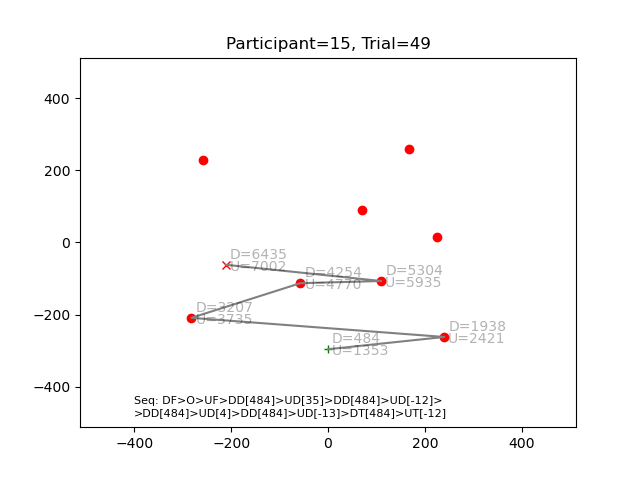 Participant=15, Trial=49
400
200
0
−200
−400
D=6435
U=7002
D=4254
U=4770
D=5304
U=5935
D=3207
U=3735
D=1938
U=2421
D=484
U=1353
Seq: DF>O>UF>DD[484]>UD[35]>DD[484]>UD[-12]>
>DD[484]>UD[4]>DD[484]>UD[-13]>DT[484]>UT[-12]
−400 −200 0 200 400